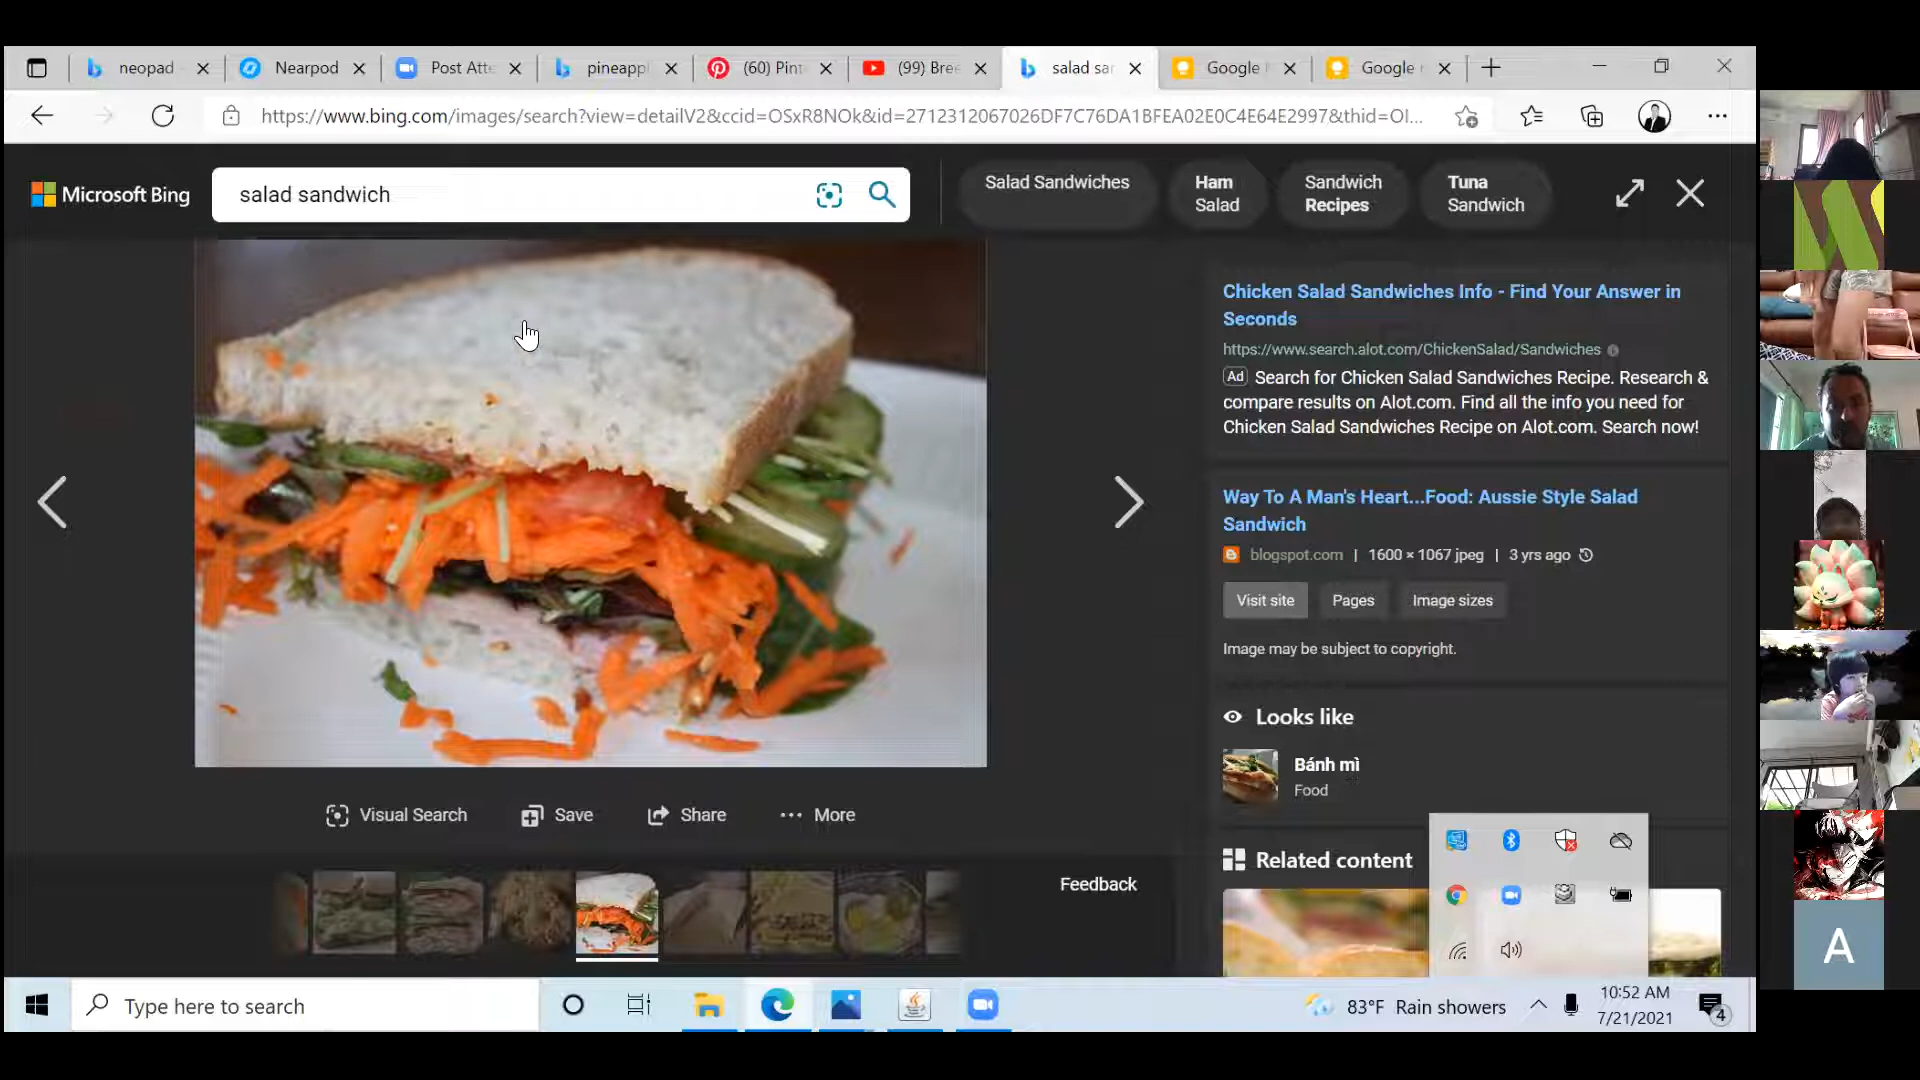 neopad
Nearpod
Post Atte
pineapp
(60) Pint
(99) Bre
salad sar
Google
Google
https://www.bing.com/images/search?view=detailV2&ccid=OSxR8NOk&id=2712312067026DF7C76DA1BFEA02E0C4E64E2997&thid=OI...
Microsoft Bing
salad sandwich
Salad Sandwiches
Ham
Salad
Sandwich
Recipes
Tuna
Sandwich
Chicken Salad Sandwiches Info - Find Your Answer in
Seconds
https://www.search.alot.com/ChickenSalad/Sandwiches
Ad Search for Chicken Salad Sandwiches Recipe. Research &
compare results on Alot.com. Find all the info you need for
Chicken Salad Sandwiches Recipe on Alot.com. Search now!
Way To A Man's Heart...Food: Aussie Style Salad
Sandwich
blogspot.com | 1600 × 1067 jpeg | 3 yrs ago
Visit site
Pages
Image sizes
Image may be subject to copyright.
Looks like
Bánh mì
Food
Visual Search
Save
Share
More
Related content
Feedback
A
Type here to search
83°F Rain showers
10:52 AM
7/21/2021
4